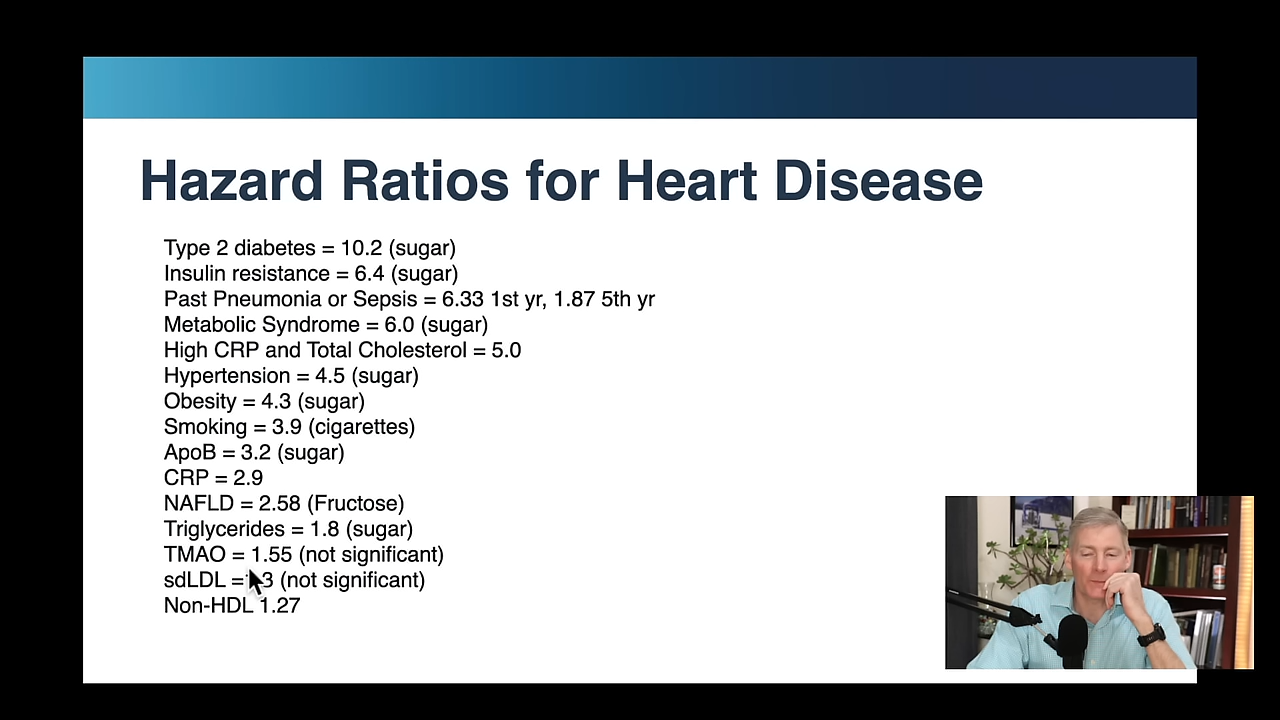 Hazard Ratios for Heart Disease
Type 2 diabetes = 10.2 (sugar)
Insulin resistance = 6.4 (sugar)
Past Pneumonia or Sepsis = 6.33 1st yr, 1.87 5th yr
Metabolic Syndrome = 6.0 (sugar)
High CRP and Total Cholesterol = 5.0
Hypertension = 4.5 (sugar)
Obesity = 4.3 (sugar)
Smoking = 3.9 (cigarettes)
ApoB = 3.2 (sugar)
CRP = 2.9
NAFLD = 2.58 (Fructose)
Triglycerides = 1.8 (sugar)
TMAO = 1.55 (not significant)
sdLDL = (not significant)
Non-HDL 1.27